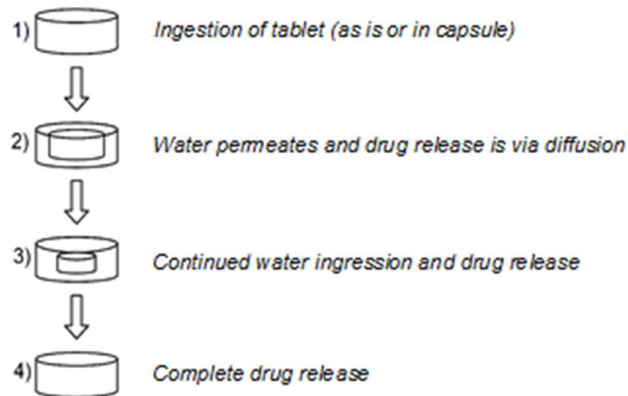 1) Ingestion of tablet (as is or in capsule)
2) Water permeates and drug release is via diffusion
3) Continued water ingression and drug release
4) Complete drug release